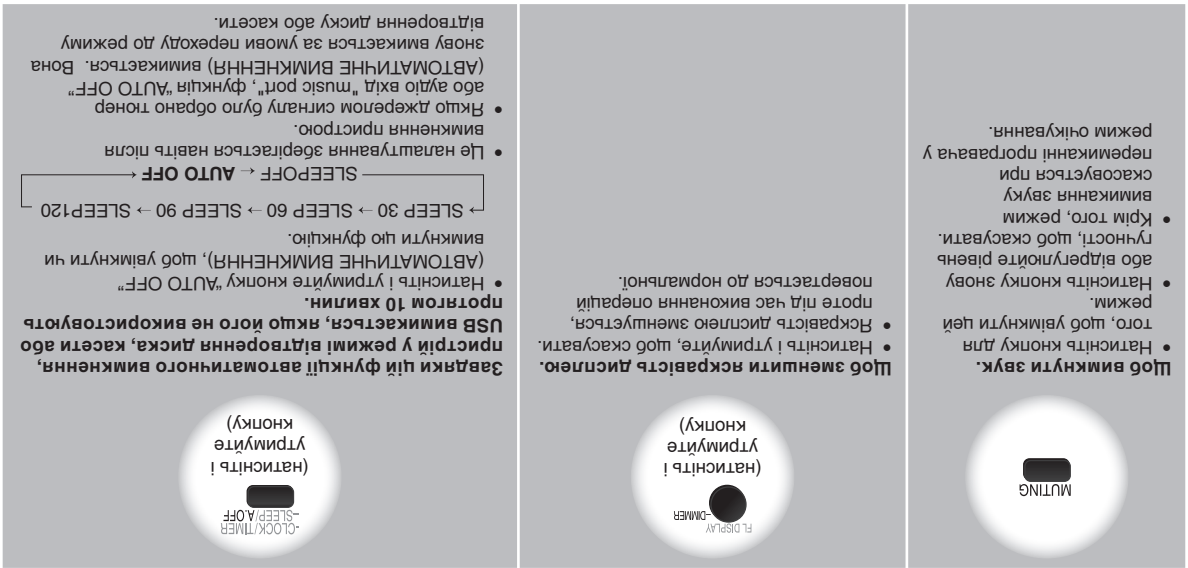 MUTING
Щоб вимкнути звук.
• Натисніть кнопку для
того, щоб увімкнути цей
режим.
• Натисніть кнопку знову
або відрегулюйте рівень
гучності, щоб скасувати.
• Крім того, режим
вимикання звуку
скасовується при
перемиканні програвача у
режим очікування.
FL DISPLAY
–DIMMER
(натисніть і
утримуйте
кнопку)
Щоб зменшити яскравість дисплею.
• Натисніть і утримуйте, щоб скасувати.
• Яскравість дисплею зменшується,
проте під час виконання операцій
повертається до нормальної.
-CLOCK/TIMER
–SLEEP/A.OFF
(натисніть і
утримуйте
кнопку)
Завдяки цій функції автоматичного вимкнення,
пристрій у режимі відтворення диска, касети або
USB вимикається, якщо його не використовують
протягом 10 хвилин.
• Натисніть і утримуйте кнопку "AUTO OFF"
(АВТОМАТИЧНЕ ВИМКНЕННЯ), щоб увімкнути чи
вимкнути цю функцію.
→ SLEEP 30 → SLEEP 60 → SLEEP 90 → SLEEP120
SLEEPOFF ← AUTO OFF ←
• Це налаштування зберігається навіть після
вимкнення пристрою.
• Якщо джерелом сигналу було обрано тюнер
або аудіо вхід "music port", функція "AUTO OFF"
(АВТОМАТИЧНЕ ВИМКНЕННЯ) вимикається. Вона
знову вмикається за умови переходу до режиму
відтворення диску або касети.